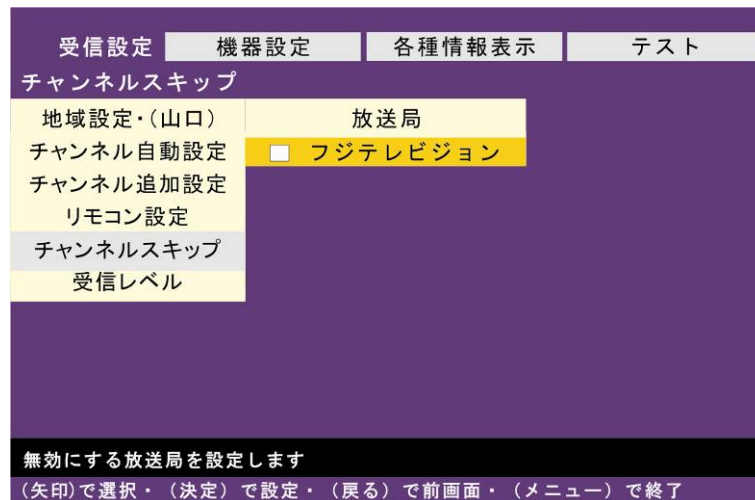 受信設定 機器設定 各種情報表示 テスト
チャンネルスキップ
地域設定・(山口) 放送局
チャンネル自動設定 フジテレビジョン
チャンネル追加設定
リモコン設定
チャンネルスキップ
受信レベル
無効にする放送局を設定します
(矢印)で選択・(決定)で設定・(戻る)で前画面・(メニュー)で終了